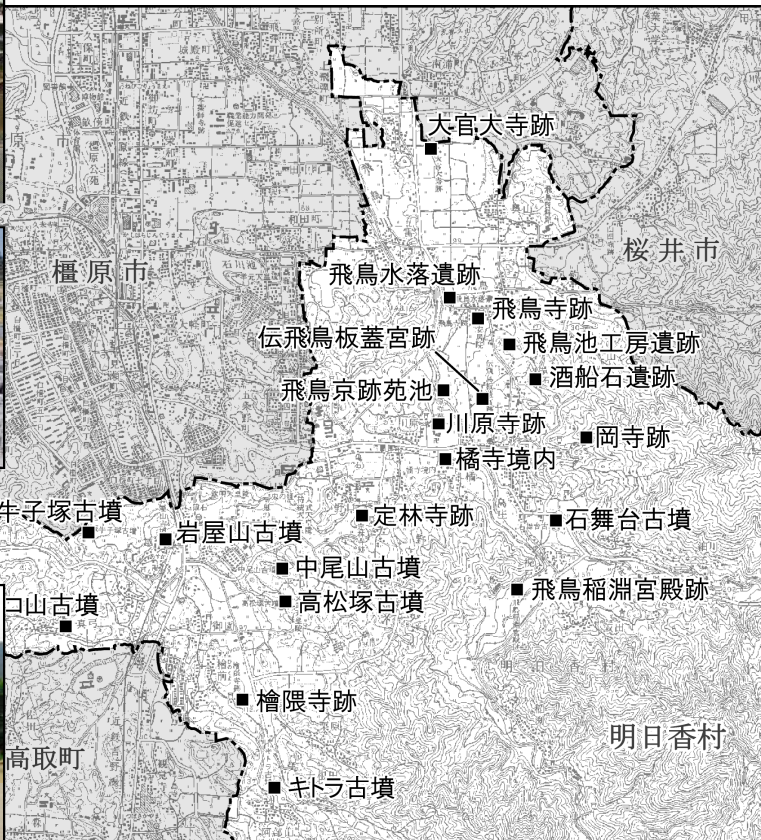 大官大寺跡
桜井市
橿原市
飛鳥水落遺跡
飛鳥寺跡
伝飛鳥板蓋宮跡
飛鳥池工房遺跡
酒船石遺跡
飛鳥京跡苑池
川原寺跡
岡寺跡
橘寺境内
牛子塚古墳
岩屋山古墳
定林寺跡
石舞台古墳
中尾山古墳
飛鳥稲淵宮殿跡
高松塚古墳
山古墳
檜隈寺跡
明日香村
高取町
キトラ古墳